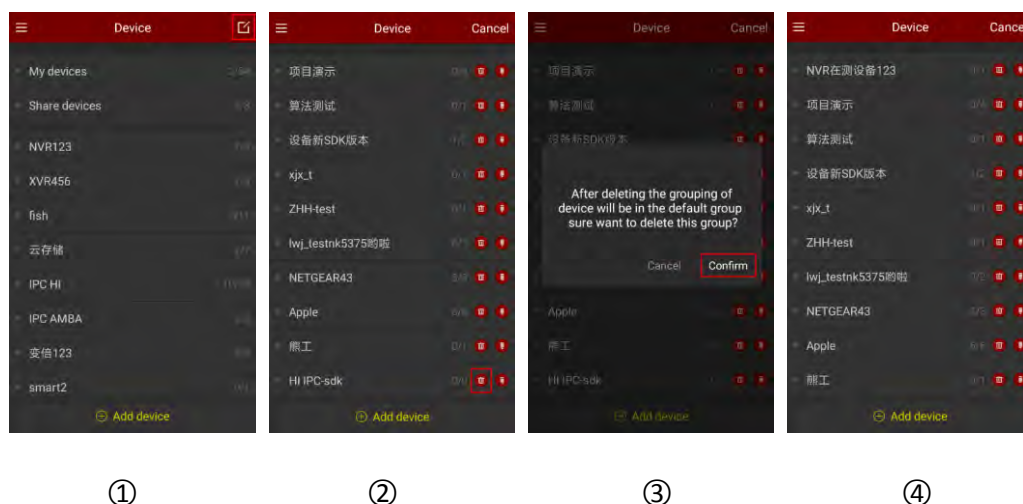 Device
My devices
Share devices
NVR123
XVR456
fish
云存储
IPC HI
IPC AMBA
变倍123
smart2
Add device
①
Device Cancel
项目演示
算法测试
设备新SDK版本
xjx_t
ZHH-test
lwj_testnk5375哟啦
NETGEAR43
Apple
熊工
HI IPC-sdk
Add device
②
Device Cancel
项目演示
算法测试
设备新SDK版本
After deleting the grouping of
device will be in the default group
sure want to delete this group?
Cancel Confirm
Apple
熊工
HI IPC-sdk
Add device
③
Device Cance
NVR在测设备123
项目演示
算法测试
设备新SDK版本
xjx_t
ZHH-test
lwj_testnk5375哟啦
NETGEAR43
Apple
熊工
Add device
④